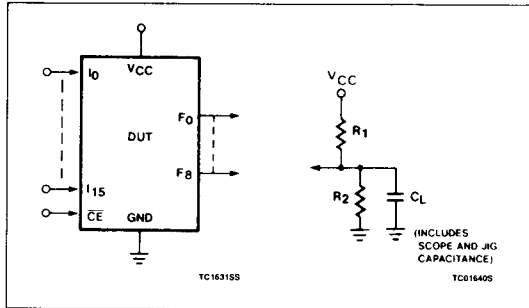 VCC
I0
F0
DUT
F8
I15
CE
GND
TC1631SS
VCC
R1
R2
CL
(INCLUDES
SCOPE AND JIG
CAPACITANCE)
TC01640S